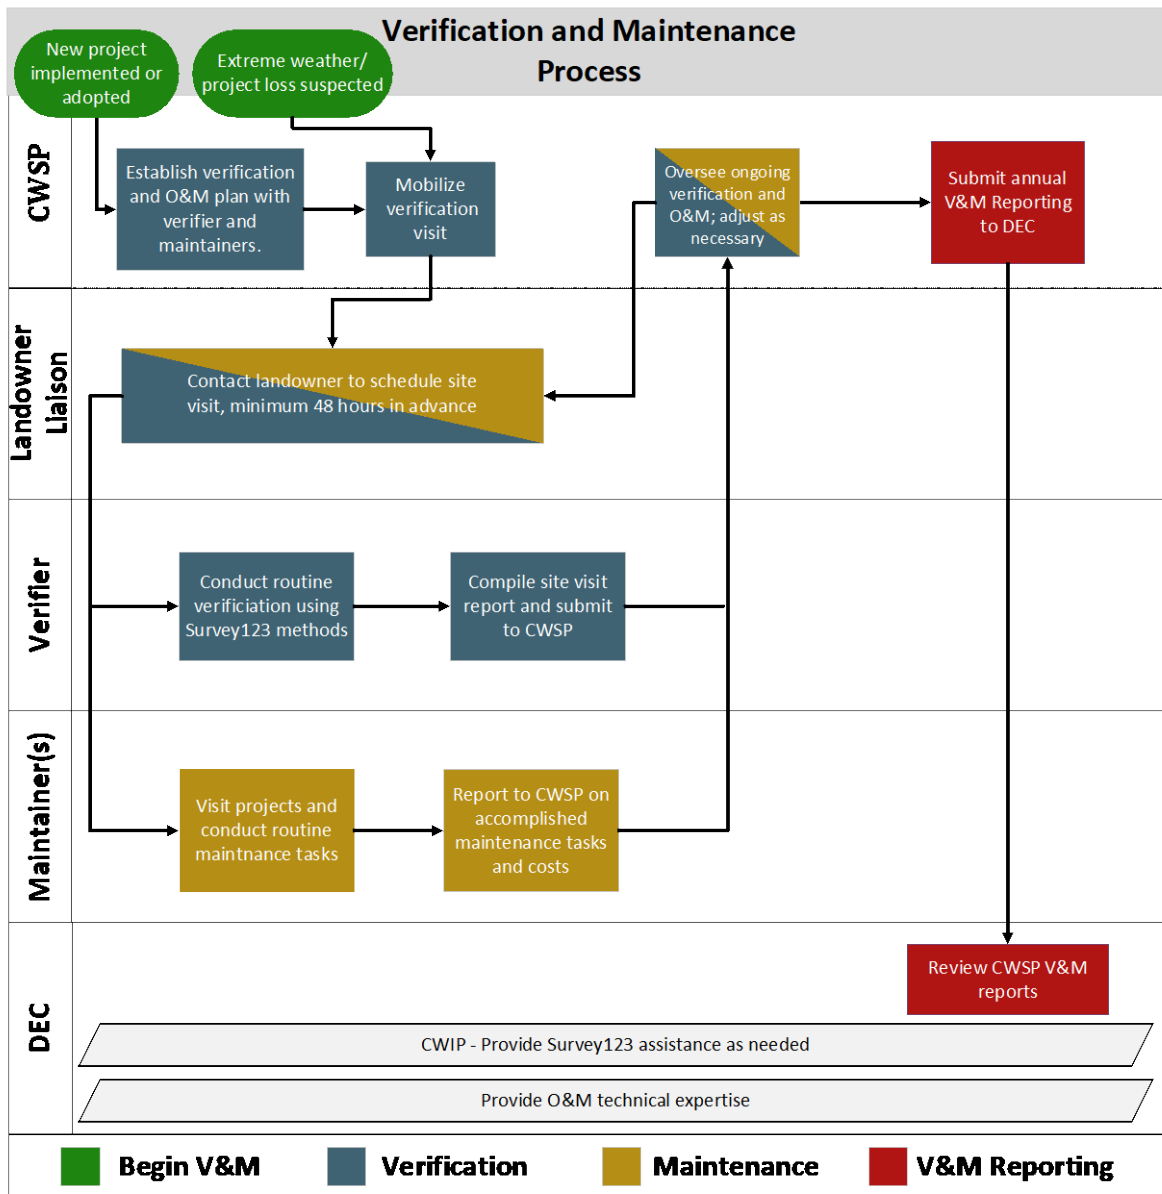 Verification and Maintenance
Process
New project
implemented or
adopted
Extreme weather/
project loss suspected
CWSP
Establish verification
and O&M plan with
verifier and
maintainers.
Mobilize
verification
visit
Oversee ongoing
verification and
O&M; adjust as
necessary
Submit annual
V&M Reporting
to DEC
Landowner
Liaison
Contact landowner to schedule site
visit, minimum 48 hours in advance
Verifier
Conduct routine
verificiation using
Survey123 methods
Compile site visit
report and submit
to CWSP
Maintainer(s)
Visit projects and
conduct routine
maintnance tasks
Report to CWSP on
accomplished
maintenance tasks
and costs
DEC
Review CWSP V&M
reports
CWIP - Provide Survey123 assistance as needed
Provide O&M technical expertise
Begin V&M
Verification
Maintenance
V&M Reporting